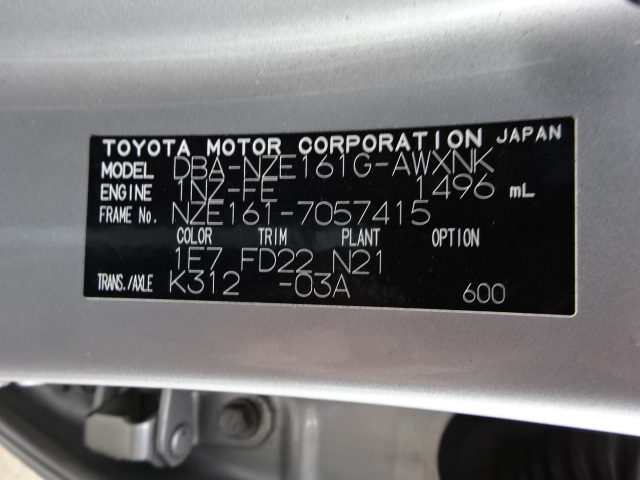 TOYOTA MOTOR CORPORATION JAPAN
MODEL DBA-NZE161G-AWXNK
ENGINE 1NZ-FE 1496 mL
FRAME No. NZE161-7057415
COLOR TRIM PLANT OPTION
1E7 FD22 N21
TRANS./AXLE K312 -03A 600